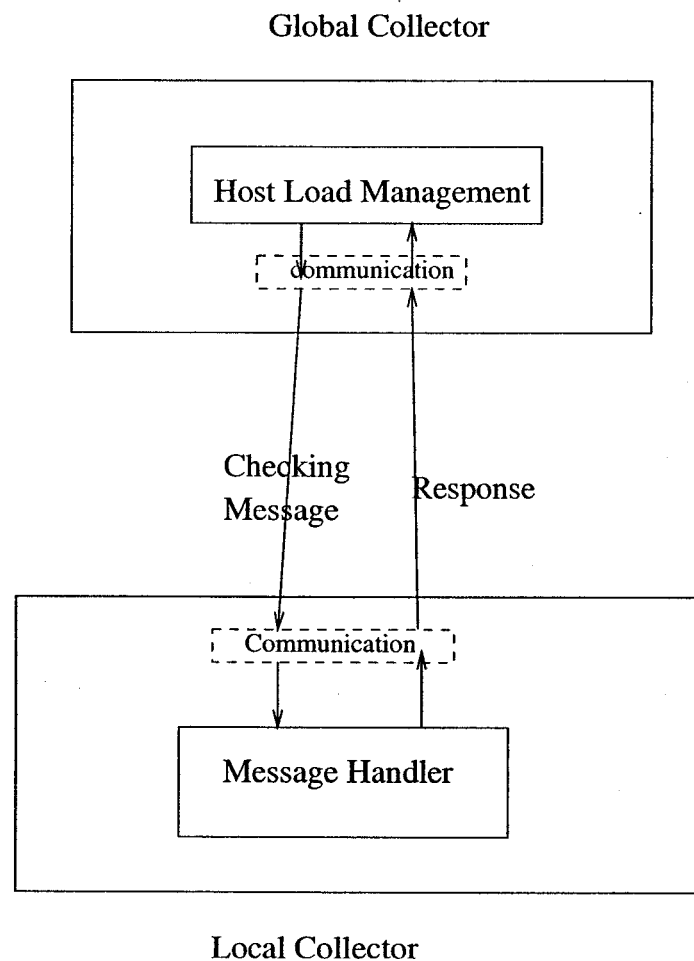 Global Collector
Host Load Management
communication
Checking
Message
Response
Communication
Message Handler
Local Collector